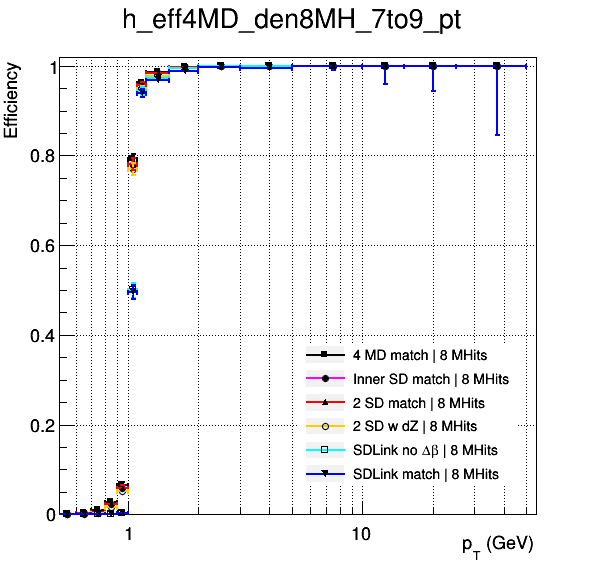 h_eff4MD_den8MH_7to9_pt
Efficiency
1
0.8
0.6
0.4
0.2
0
4 MD match | 8 MHits
Inner SD match | 8 MHits
2 SD match | 8 MHits
2 SD w dZ | 8 MHits
SDLink no Δβ | 8 MHits
SDLink match | 8 MHits
1
10
p_T (GeV)